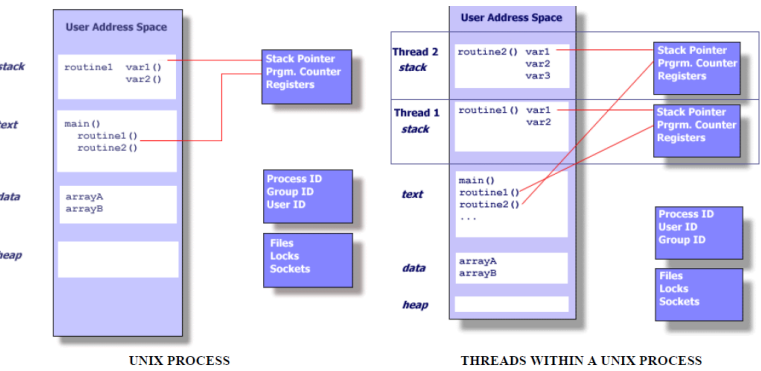 User Address Space
stack
routine1 var1()
var2()
Stack Pointer
Prgm. Counter
Registers
text
main()
routine1()
routine2()
Process ID
Group ID
User ID
data
arrayA
arrayB
Files
Locks
Sockets
heap
UNIX PROCESS
User Address Space
Thread 2
stack
routine2() var1
var2
var3
Stack Pointer
Prgrm. Counter
Registers
Thread 1
stack
routine1() var1
var2
Stack Pointer
Prgrm. Counter
Registers
text
main()
routine1()
routine2()
...
Process ID
User ID
Group ID
data
arrayA
arrayB
Files
Locks
Sockets
heap
THREADS WITHIN A UNIX PROCESS